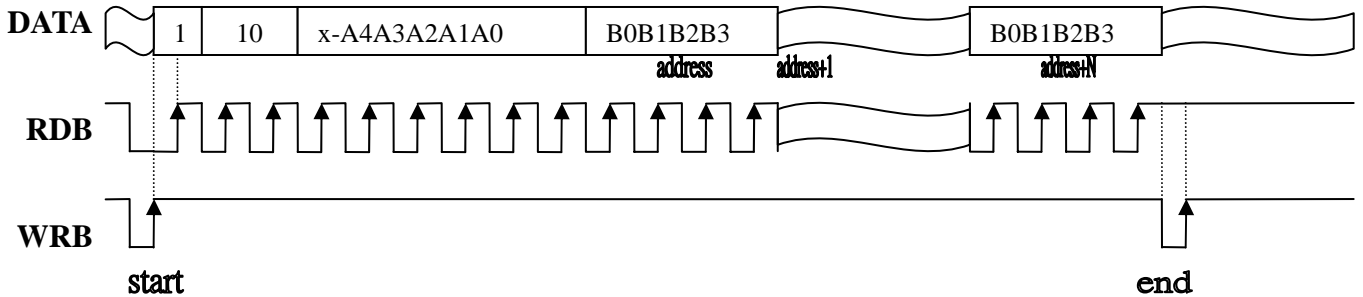 DATA 1 10 x-A4A3A2A1A0 B0B1B2B3 B0B1B2B3
address address+1 address+N
RDB
WRB
start end